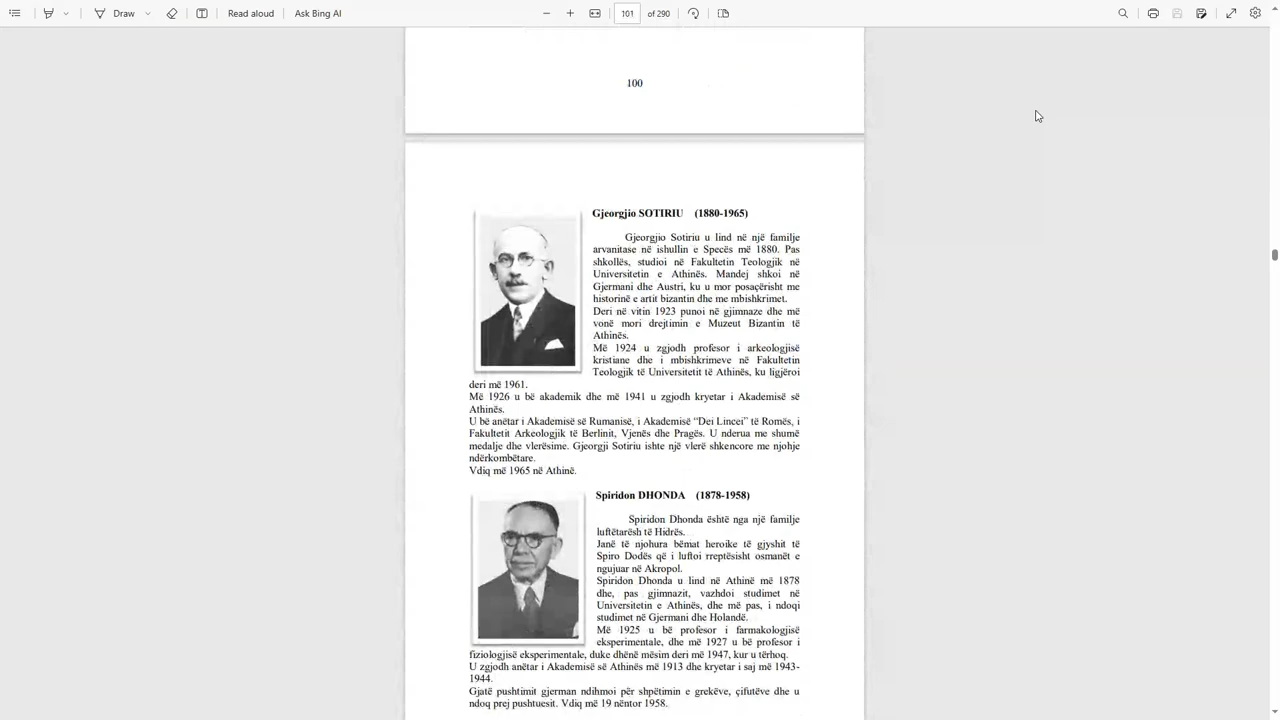 Draw
Read aloud
Ask Bing AI
101 of 290
100
Gjeorgjio SOTIRIU (1880-1965)
Gjeorgjio Sotiriu u lind në një familje
arvanitase në ishullin e Specës më 1880. Pas
shkollës, studioi në Fakultetin Teologjik në
Universitetin e Athinës. Mandej shkoi në
Gjermani dhe Austri, ku u mor posaçërisht me
historinë e artit bizantin dhe me mbishkrimet.
Deri në vitin 1923 punoi në gjimnaze dhe më
vonë mori drejtimin e Muzeut Bizantin të
Athinës.
Më 1924 u zgjodh profesor i arkeologjisë
kristiane dhe i mbishkrimeve në Fakultetin
Teologjik të Universitetit të Athinës, ku ligjëroi
deri më 1961.
Më 1926 u bë akademik dhe më 1941 u zgjodh kryetar i Akademisë së
Athinës.
U bë anëtar i Akademisë së Rumanisë, i Akademisë “Dei Lincei” të Romës, i
Fakultetit Arkeologjik të Berlinit, Vjenës dhe Pragës. U nderua me shumë
medalje dhe vlerësime. Gjeorgji Sotiriu ishte një vlerë shkencore me njohje
ndërkombëtare.
Vdiq më 1965 në Athinë.
Spiridon DHONDA (1878-1958)
Spiridon Dhonda është nga një familje
luftëtarësh të Hidrës.
Janë të njohura bëmat heroike të gjyshit të
Spiro Dodës që i luftoi rreptësisht osmanët e
ngujuar në Akropol.
Spiridon Dhonda u lind në Athinë më 1878
dhe, pas gjimnazit, vazhdoi studimet në
Universitetin e Athinës, dhe më pas, i ndoqi
studimet në Gjermani dhe Holandë.
Më 1925 u bë profesor i farmakologjisë
eksperimentale, dhe më 1927 u bë profesor i
fiziologjisë eksperimentale, duke dhënë mësim deri më 1947, kur u tërhoq.
U zgjodh anëtar i Akademisë së Athinës më 1913 dhe kryetar i saj më 1943-
1944.
Gjatë pushtimit gjerman ndihmoi për shpëtimin e grekëve, çifutëve dhe u
ndoq prej pushtuesit. Vdiq më 19 nëntor 1958.